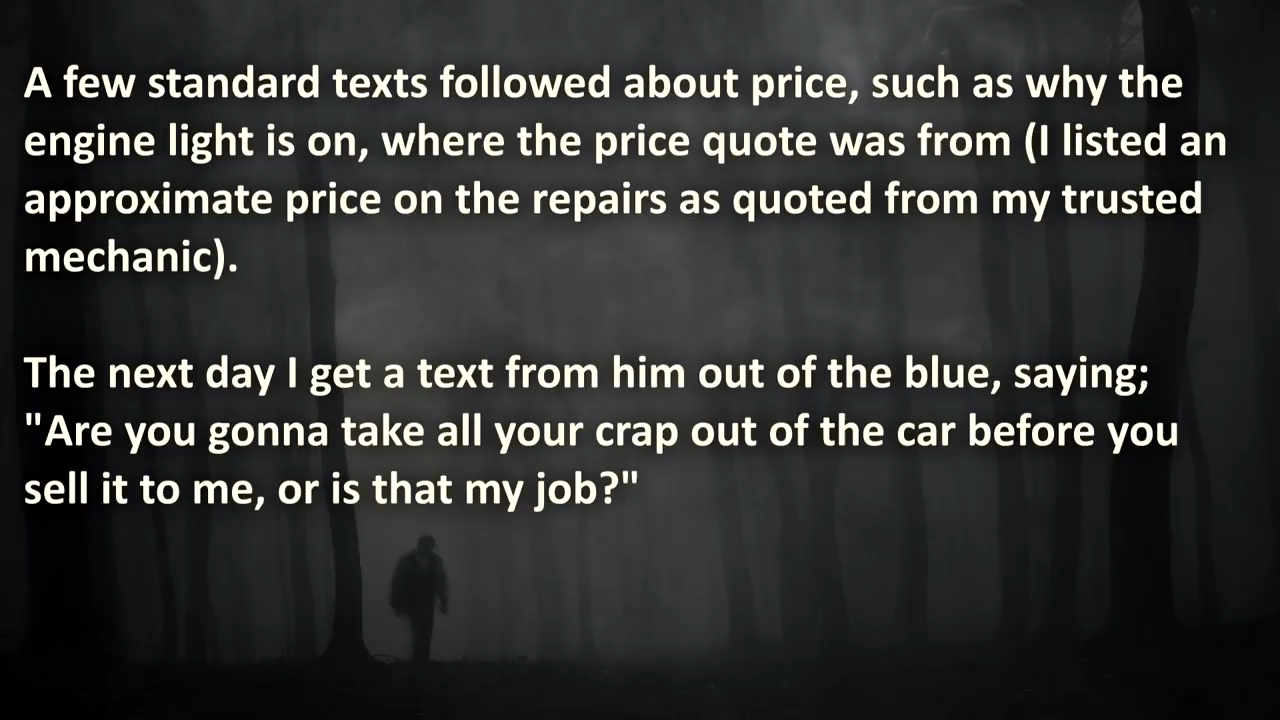 A few standard texts followed about price, such as why the
engine light is on, where the price quote was from (I listed an
approximate price on the repairs as quoted from my trusted
mechanic).
The next day I get a text from him out of the blue, saying;
"Are you gonna take all your crap out of the car before you
sell it to me, or is that my job?"